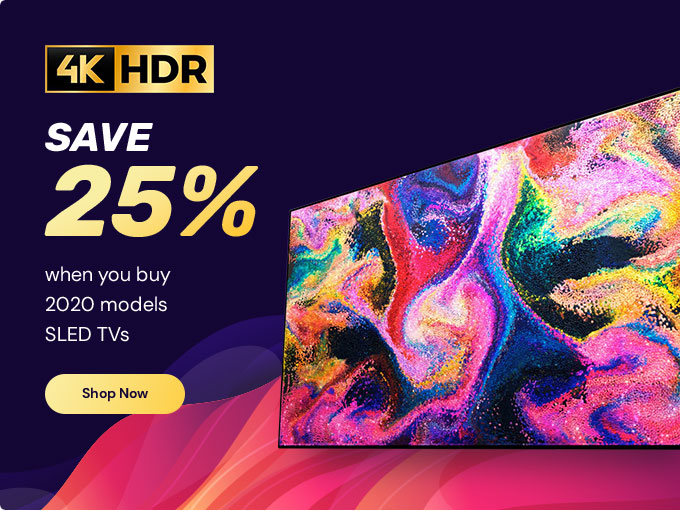 4K HDR
SAVE
25%
when you buy
2020 models
SLED TVs
Shop Now